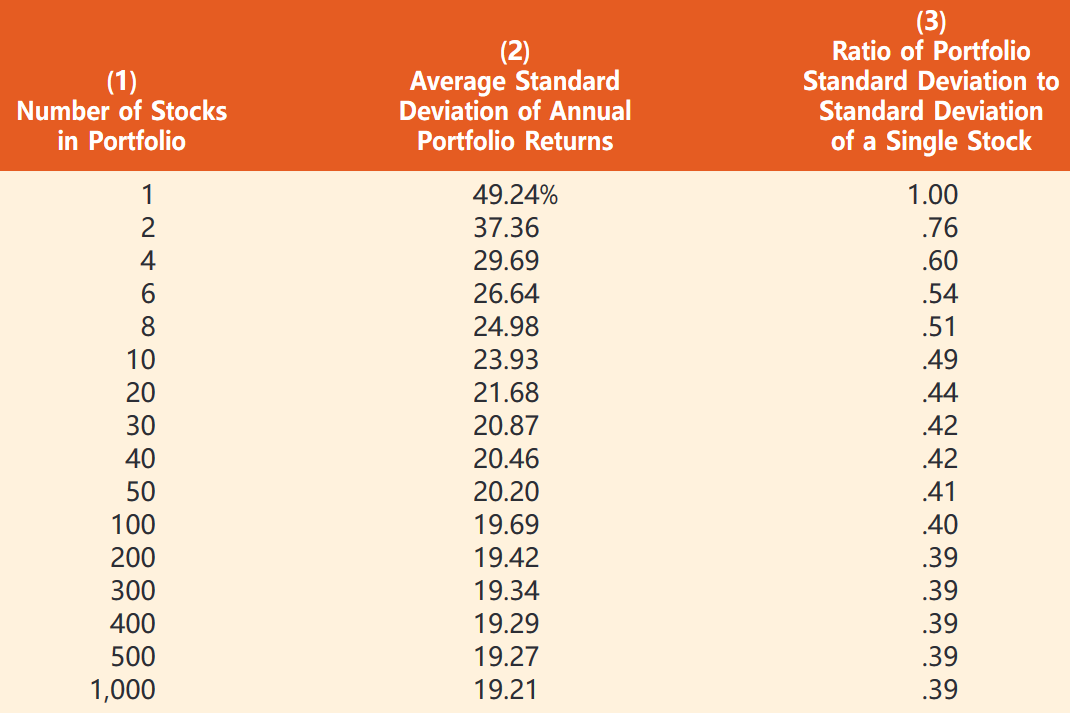 (1)
Number of Stocks
in Portfolio
(2)
Average Standard
Deviation of Annual
Portfolio Returns
(3)
Ratio of Portfolio
Standard Deviation to
Standard Deviation
of a Single Stock
1 49.24% 1.00
2 37.36 .76
4 29.69 .60
6 26.64 .54
8 24.98 .51
10 23.93 .49
20 21.68 .44
30 20.87 .42
40 20.46 .42
50 20.20 .41
100 19.69 .40
200 19.42 .39
300 19.34 .39
400 19.29 .39
500 19.27 .39
1,000 19.21 .39